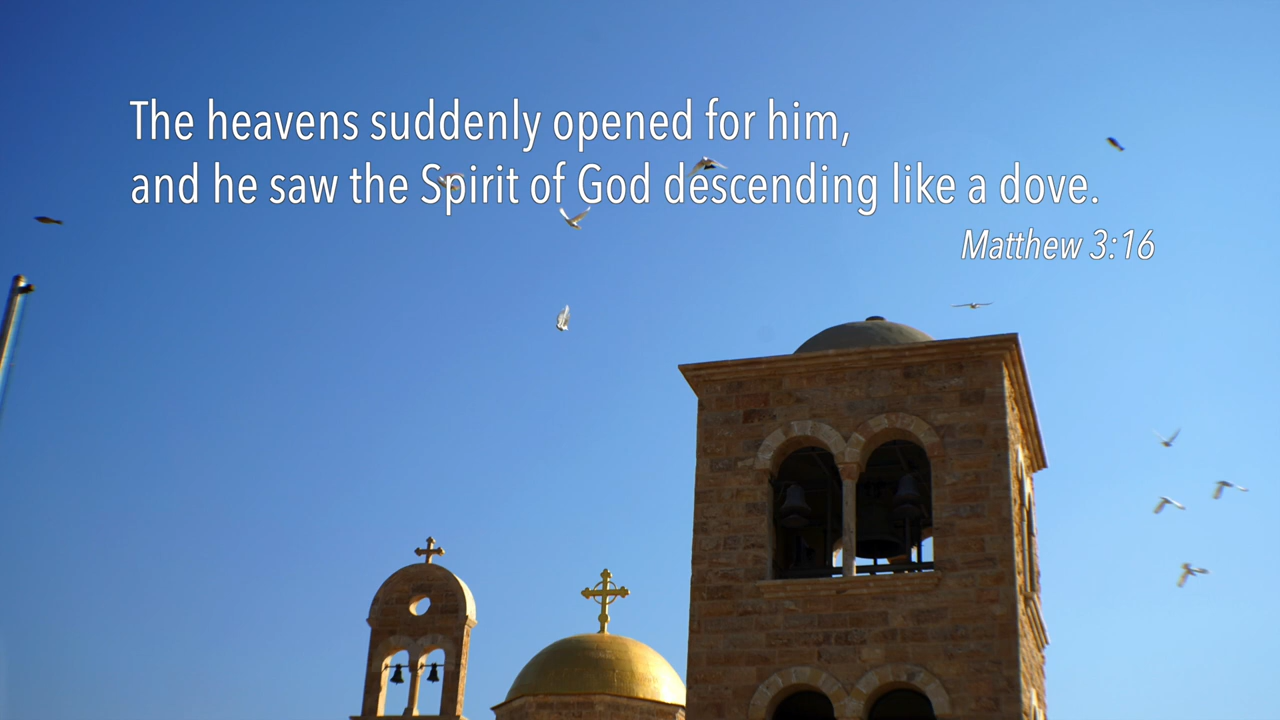 The heavens suddenly opened for him,
and he saw the Spirit of God descending like a dove.
Matthew 3:16